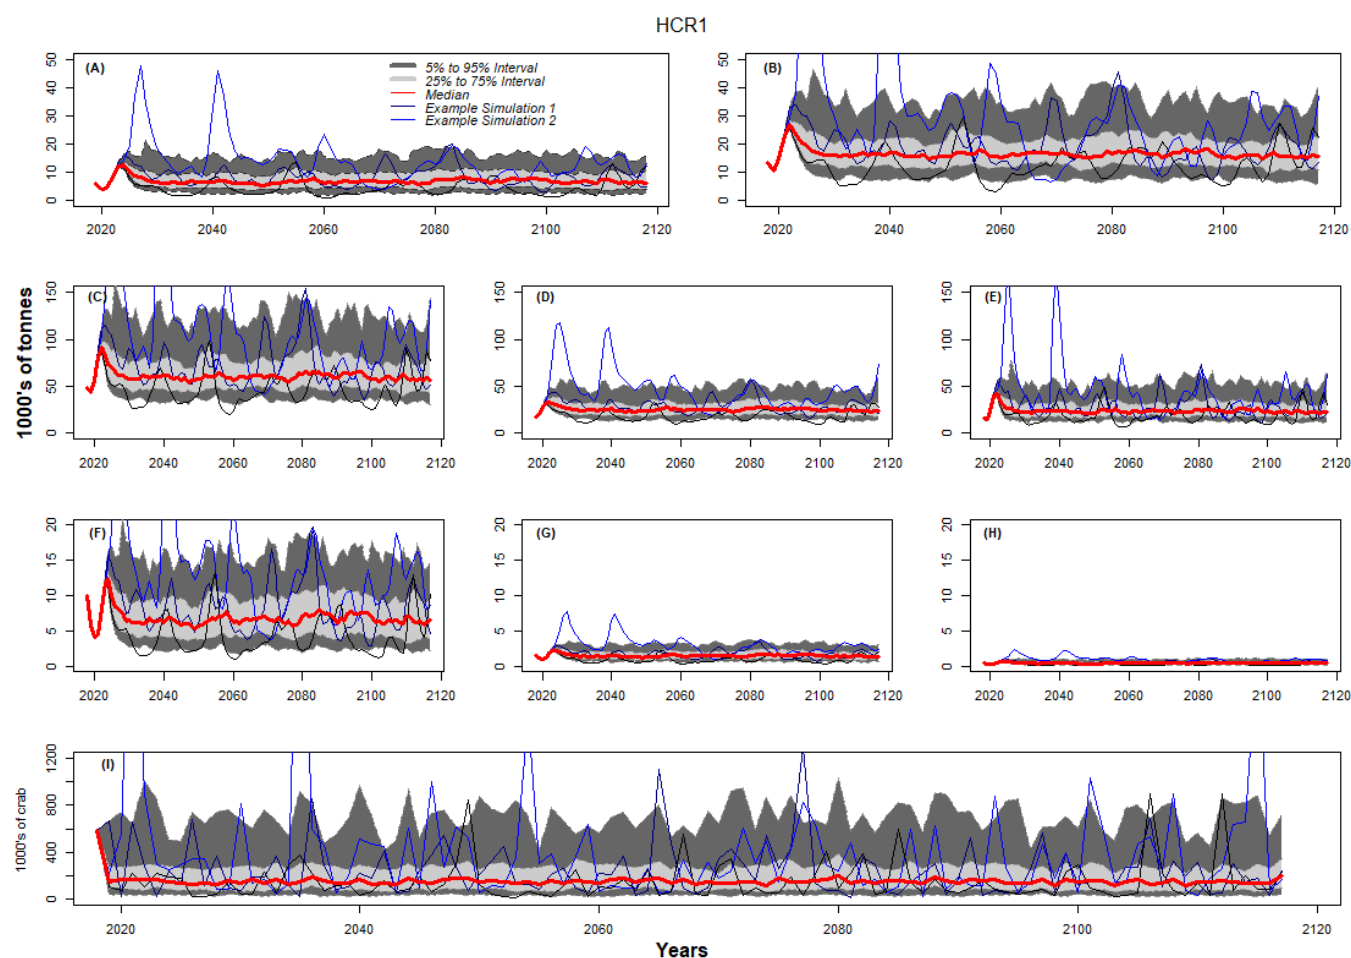 HCR1
(A)
5% to 95% Interval
25% to 75% Interval
Median
Example Simulation 1
Example Simulation 2
0 10 20 30 40 50
2020 2040 2060 2080 2100 2120
(B)
0 10 20 30 40 50
2020 2040 2060 2080 2100 2120
1000's of tonnes
(C)
0 50 100 150
2020 2040 2060 2080 2100 2120
(D)
0 50 100 150
2020 2040 2060 2080 2100 2120
(E)
0 50 100 150
2020 2040 2060 2080 2100 2120
(F)
0 5 10 15 20
2020 2040 2060 2080 2100 2120
(G)
0 5 10 15 20
2020 2040 2060 2080 2100 2120
(H)
0 5 10 15 20
2020 2040 2060 2080 2100 2120
1000's of crab
(I)
0 400 800 1200
2020 2040 2060 2080 2100 2120
Years